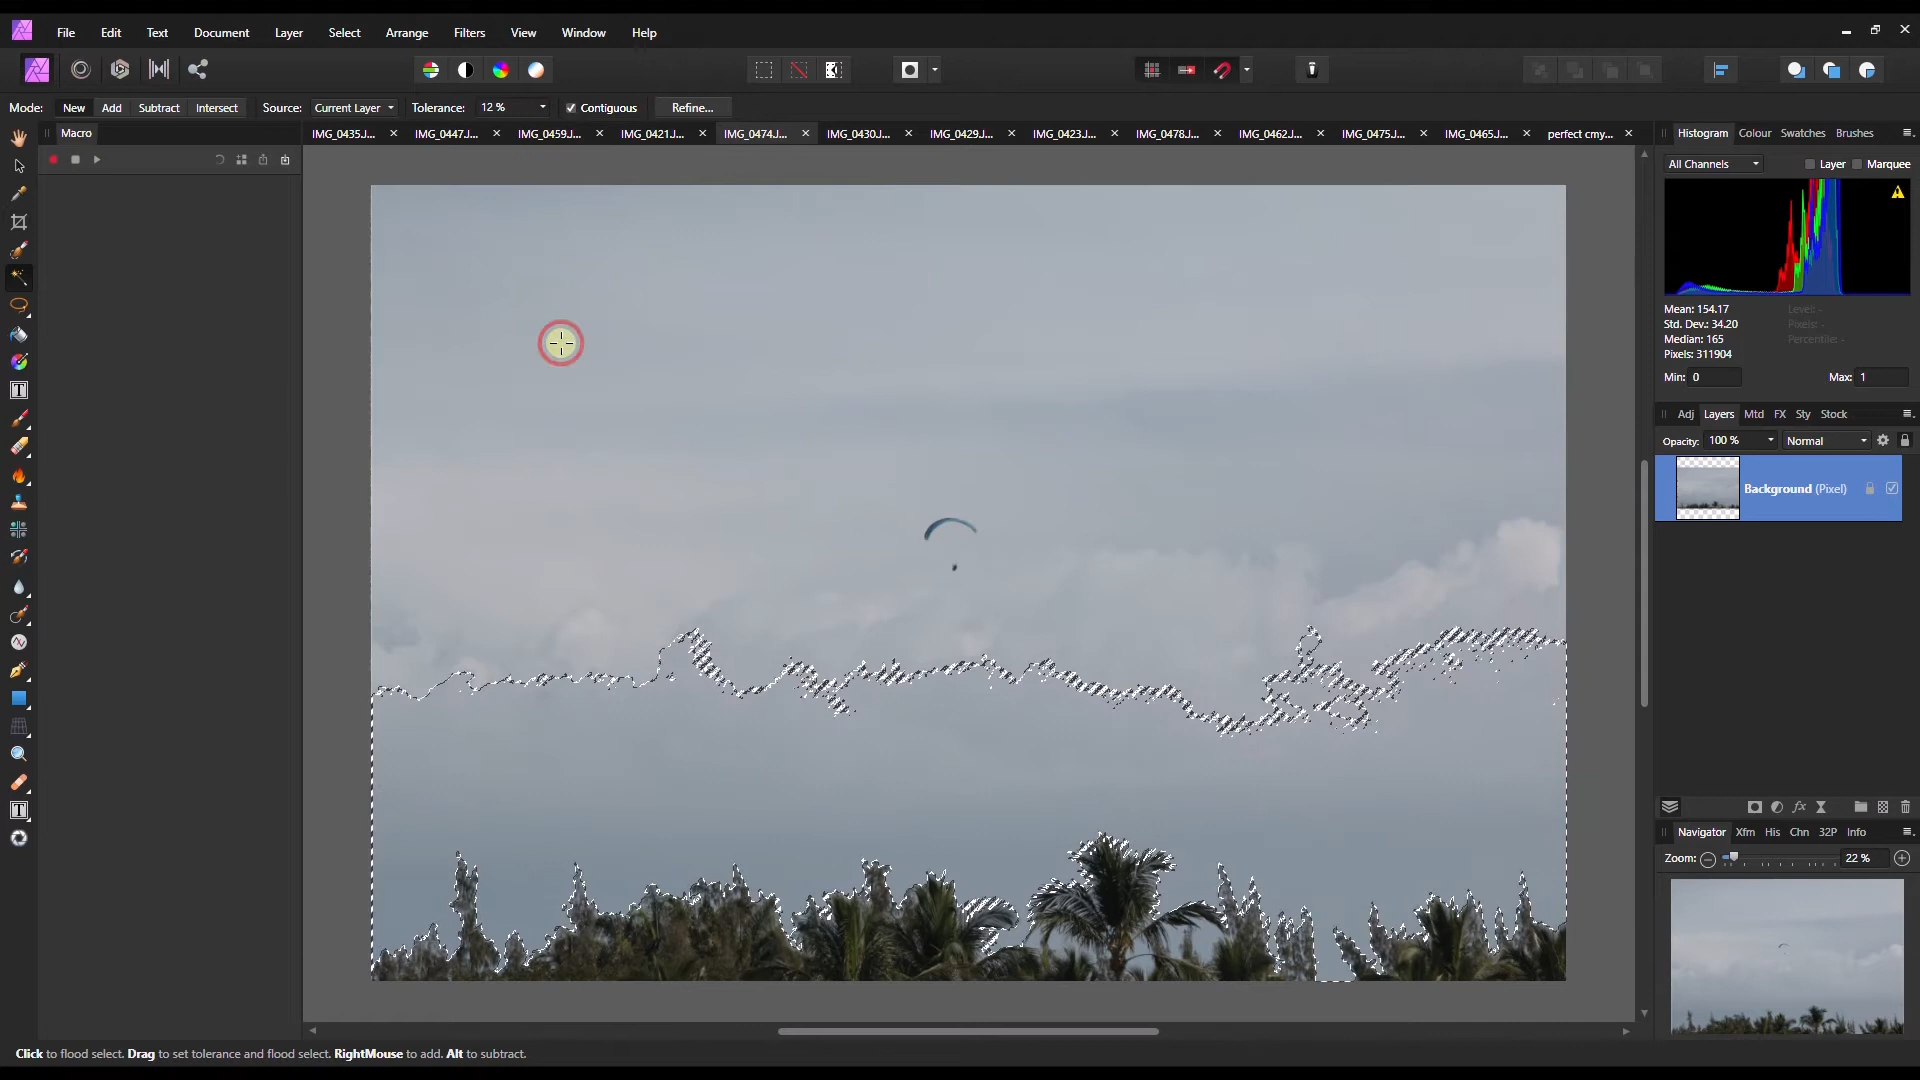 File Edit Text Document Layer Select Arrange Filters View Window Help
Mode: New Add Subtract Intersect Source: Current Layer Tolerance: 12 % Contiguous Refine...
Macro
IMG_0435.J... IMG_0447.J... IMG_0459.J... IMG_0421.J... IMG_0474.J... IMG_0430.J... IMG_0429.J... IMG_0423.J... IMG_0478.J... IMG_0462.J... IMG_0475.J... IMG_0465.J... perfect cmy...
Histogram Colour Swatches Brushes
All Channels Layer Marquee
Mean: 154.17 Level: -
Std. Dev.: 34.20 Pixels: -
Median: 165 Percentile: -
Pixels: 311904
Min: 0 Max: 1
Adj Layers Mtd FX Sty Stock
Opacity: 100 % Normal
Background (Pixel)
Navigator Xfm His Chn 32P Info
Zoom: 22 %
Click to flood select. Drag to set tolerance and flood select. RightMouse to add. Alt to subtract.